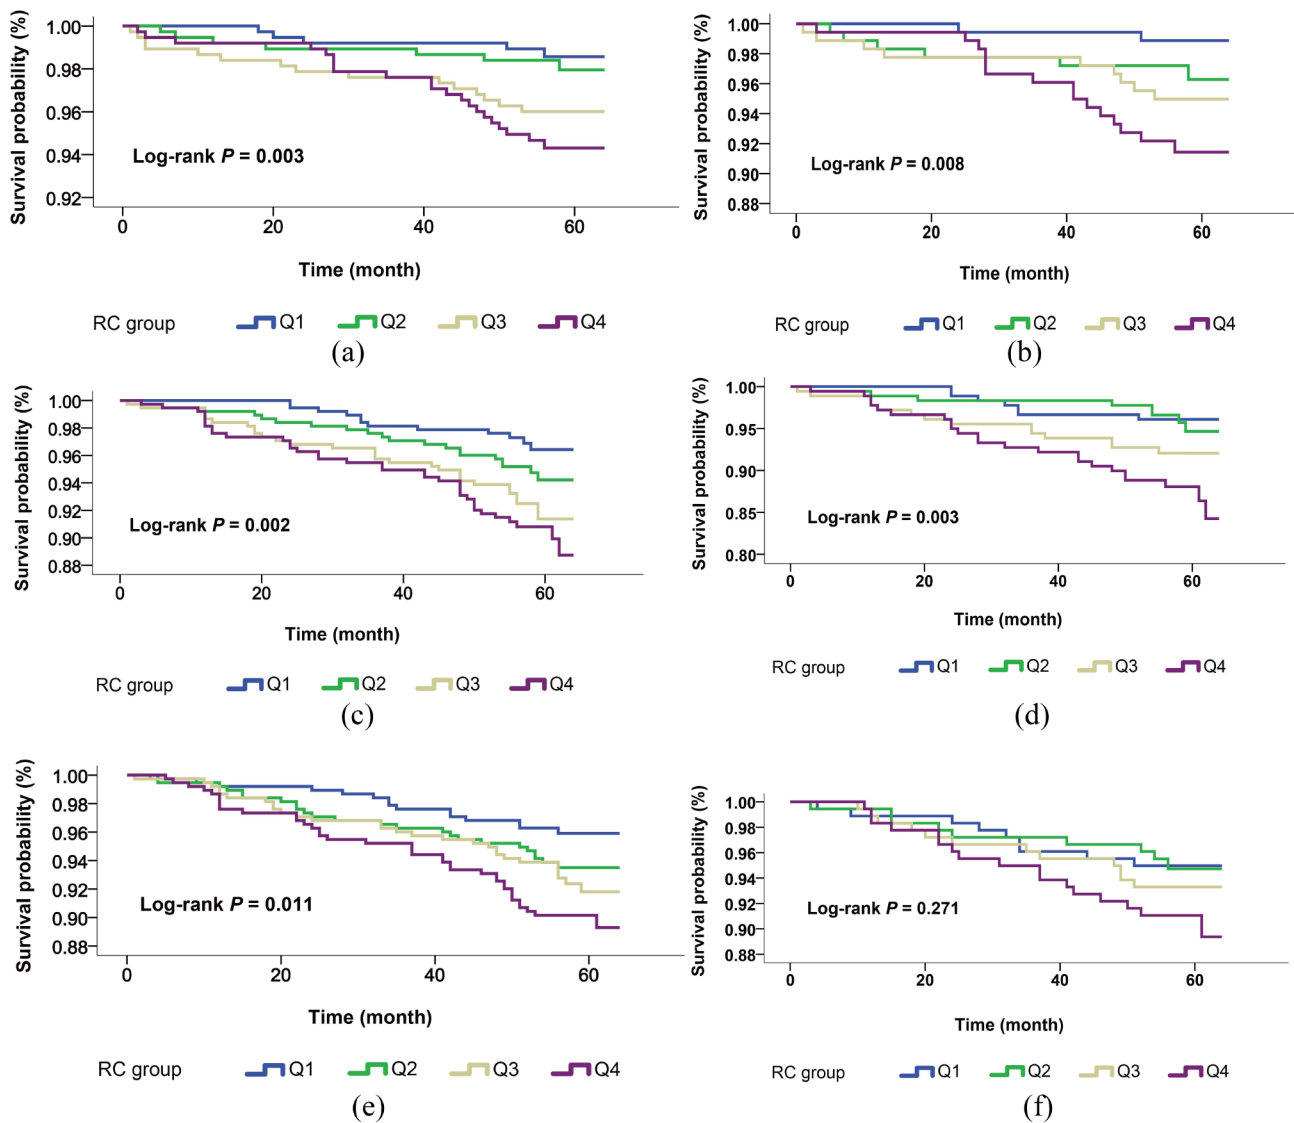 Survival probability (%)
1.00
0.98
0.96
0.94
0.92
Log-rank P = 0.003
0 20 40 60
Time (month)
RC group Q1 Q2 Q3 Q4
(a)
Survival probability (%)
1.00
0.98
0.96
0.94
0.92
0.90
0.88
Log-rank P = 0.008
0 20 40 60
Time (month)
RC group Q1 Q2 Q3 Q4
(b)
Survival probability (%)
1.00
0.98
0.96
0.94
0.92
0.90
0.88
Log-rank P = 0.002
0 20 40 60
Time (month)
RC group Q1 Q2 Q3 Q4
(c)
Survival probability (%)
1.00
0.95
0.90
0.85
0.80
Log-rank P = 0.003
0 20 40 60
Time (month)
RC group Q1 Q2 Q3 Q4
(d)
Survival probability (%)
1.00
0.98
0.96
0.94
0.92
0.90
0.88
Log-rank P = 0.011
0 20 40 60
Time (month)
RC group Q1 Q2 Q3 Q4
(e)
Survival probability (%)
1.00
0.98
0.96
0.94
0.92
0.90
0.88
Log-rank P = 0.271
0 20 40 60
Time (month)
RC group Q1 Q2 Q3 Q4
(f)